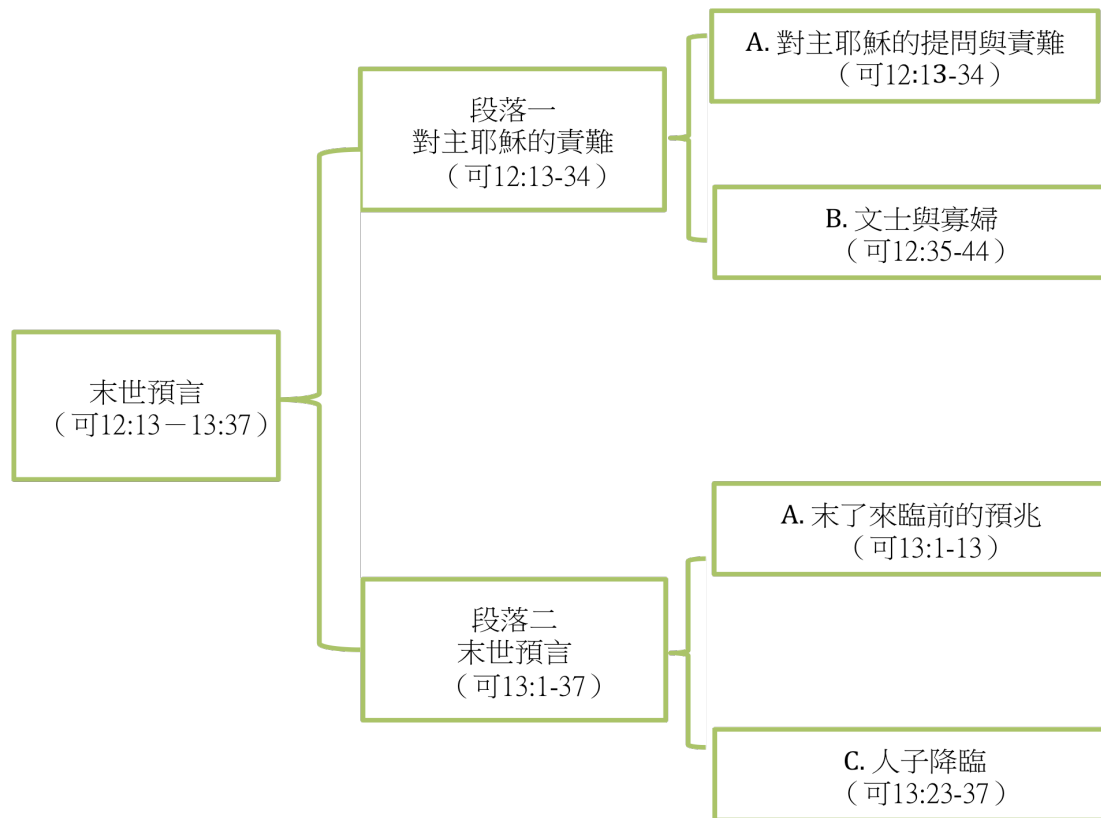 末世預言
（可12:13－13:37）
段落一
對主耶穌的責難
（可12:13-34）
A. 對主耶穌的提問與責難
（可12:13-34）
B. 文士與寡婦
（可12:35-44）
段落二
末世預言
（可13:1-37）
A. 末了來臨前的預兆
（可13:1-13）
C. 人子降臨
（可13:23-37）